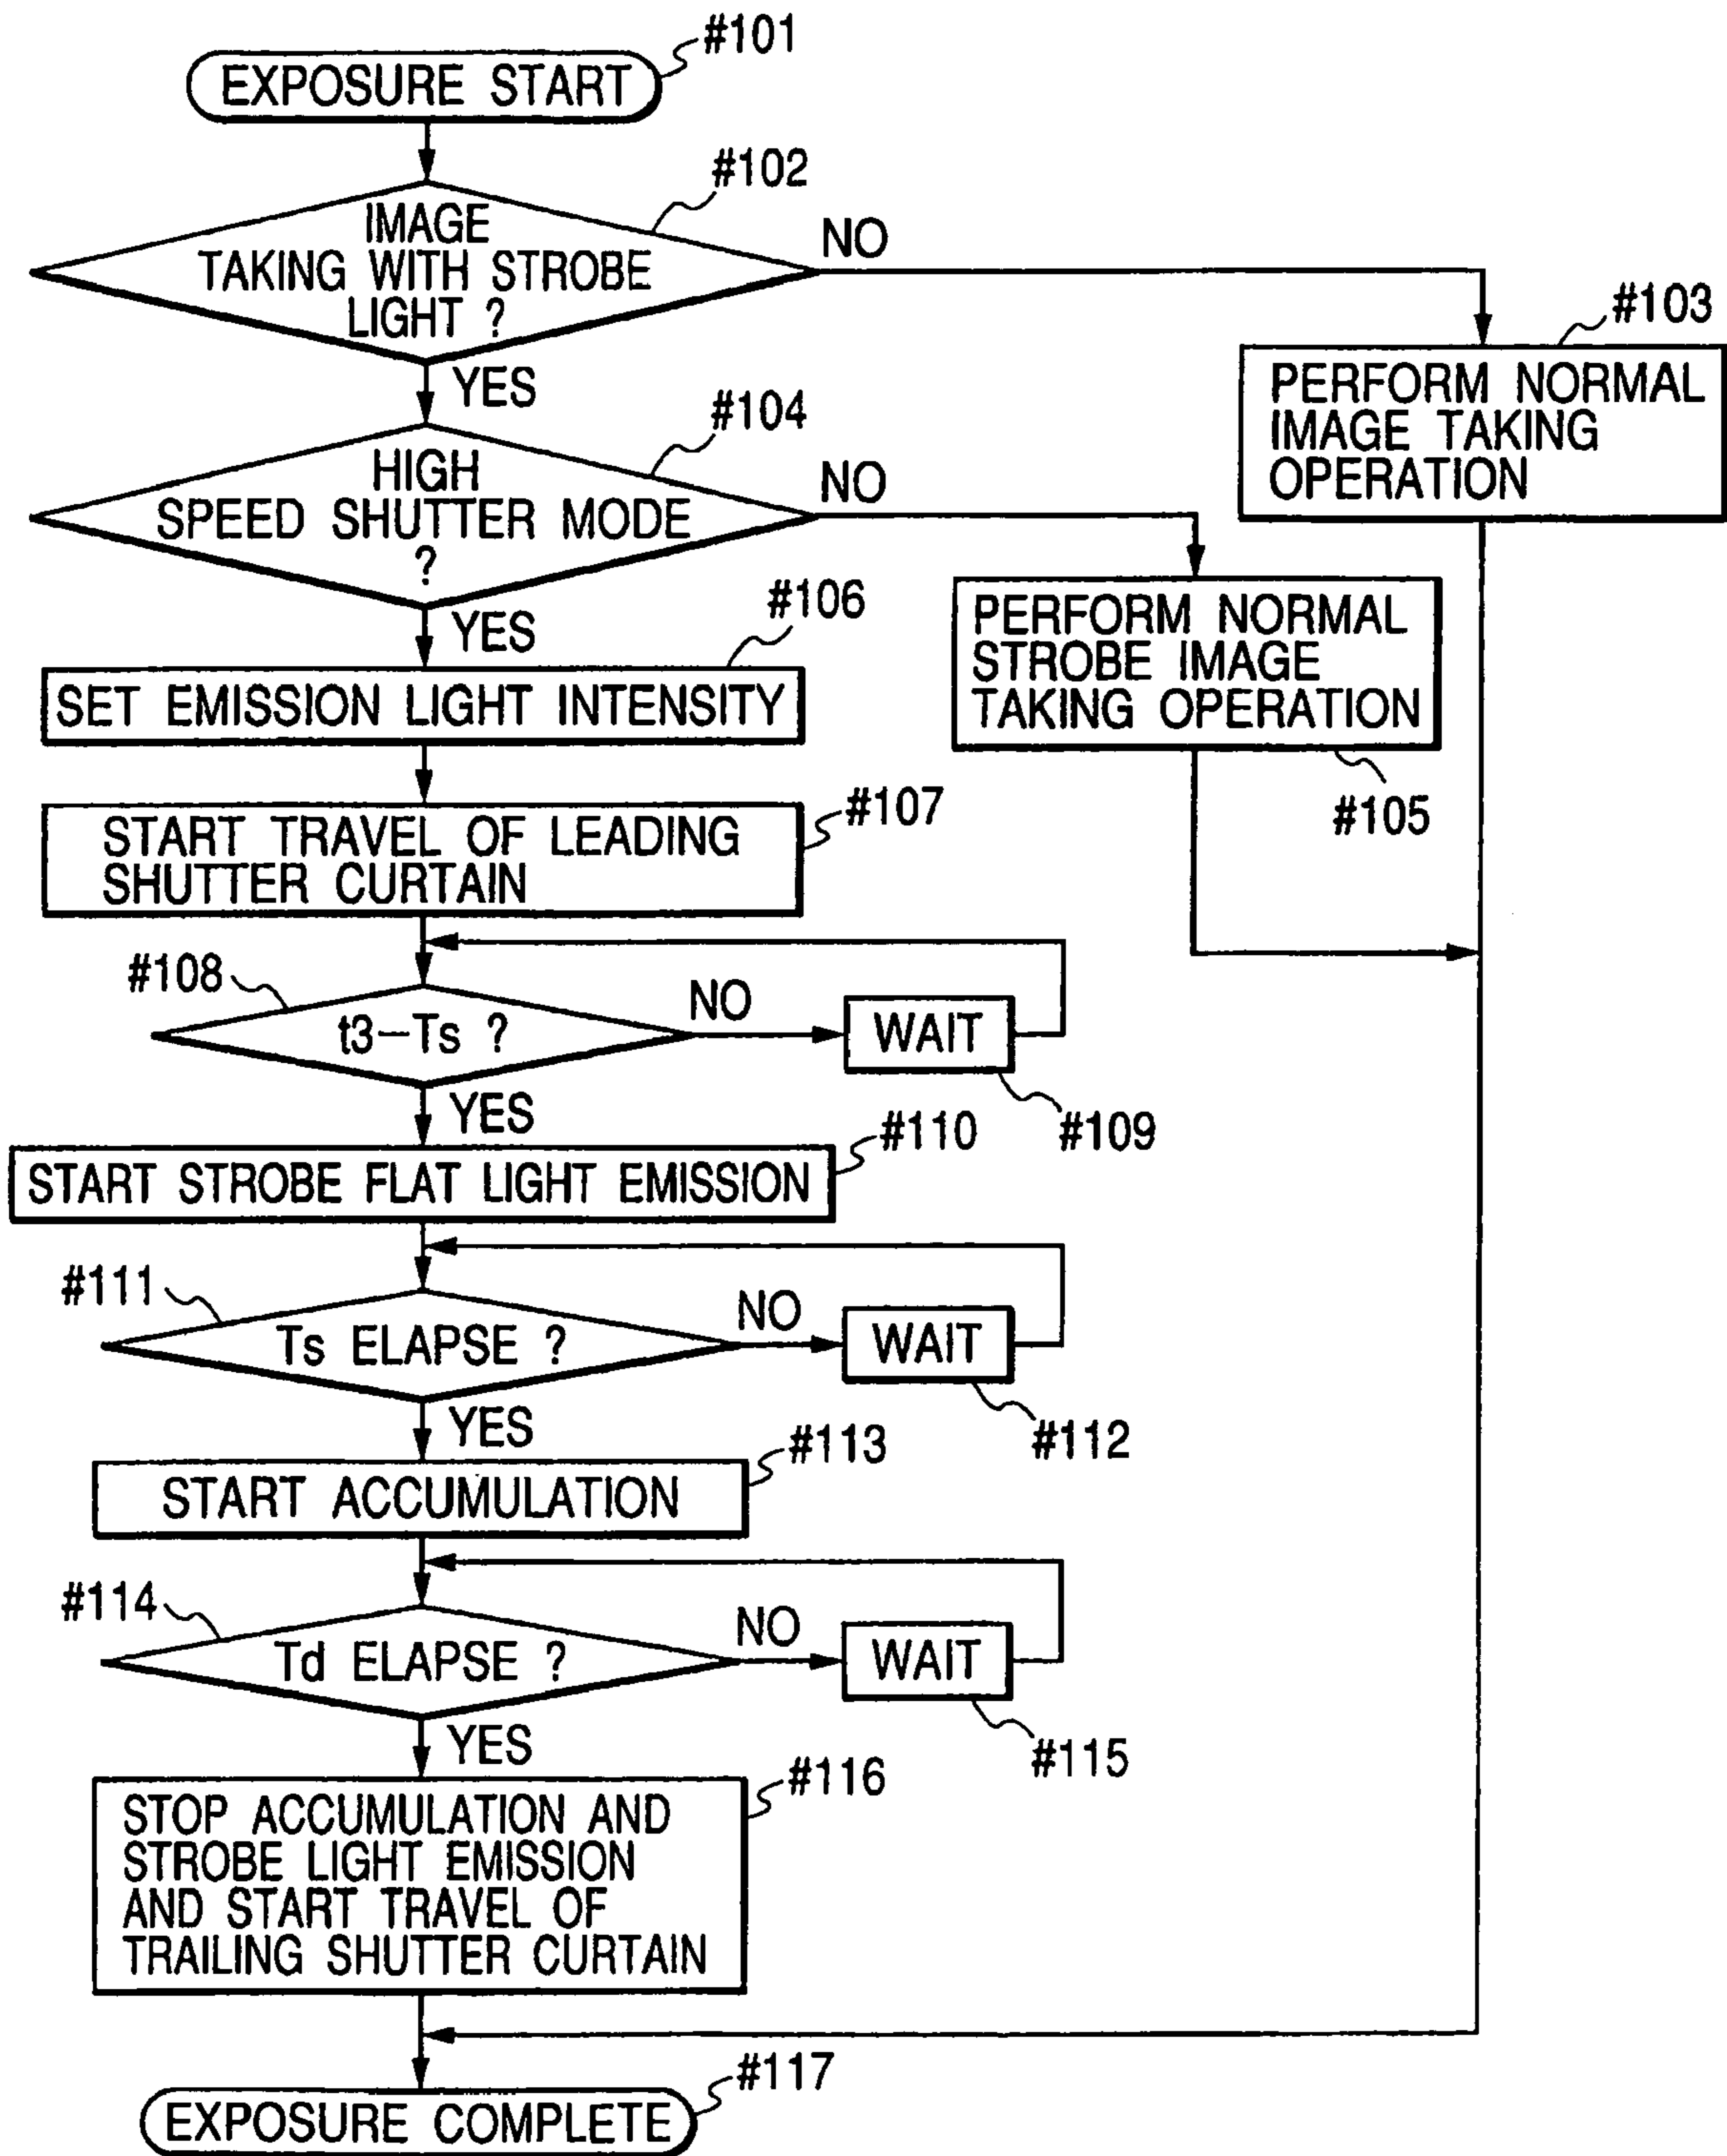 #101
EXPOSURE START
#102
IMAGE
TAKING WITH STROBE
LIGHT ?
NO
YES
#103
PERFORM NORMAL
IMAGE TAKING
OPERATION
#104
HIGH
SPEED SHUTTER MODE
?
NO
YES
PERFORM NORMAL
STROBE IMAGE
TAKING OPERATION
#105
#106
SET EMISSION LIGHT INTENSITY
#107
START TRAVEL OF LEADING
SHUTTER CURTAIN
#108
t3−Ts ?
NO
WAIT
#109
YES
#110
START STROBE FLAT LIGHT EMISSION
#111
Ts ELAPSE ?
NO
WAIT
#112
YES
#113
START ACCUMULATION
#114
Td ELAPSE ?
NO
WAIT
#115
YES
#116
STOP ACCUMULATION AND
STROBE LIGHT EMISSION
AND START TRAVEL OF
TRAILING SHUTTER CURTAIN
#117
EXPOSURE COMPLETE